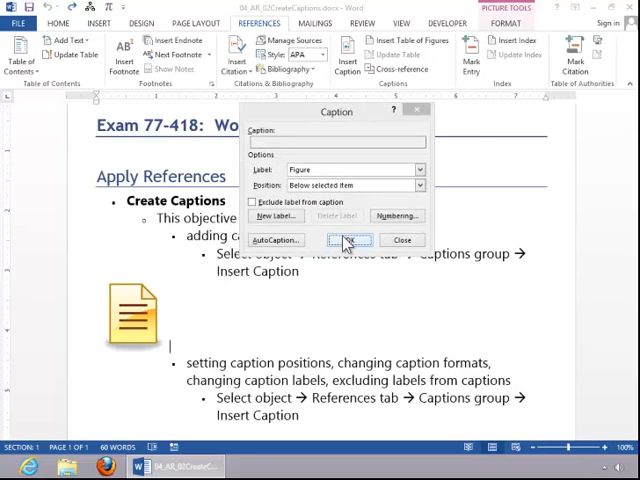 04_AR_02CreateCaptions.docx - Word
PICTURE TOOLS
FILE HOME INSERT DESIGN PAGE LAYOUT REFERENCES MAILINGS REVIEW VIEW DEVELOPER FORMAT
Sign in
Table of Contents
Add Text
Update Table
Table of Contents
AB
Insert Footnote
Insert Endnote
Next Footnote
Show Notes
Footnotes
Insert Citation
Manage Sources
Style: APA
Bibliography
Citations & Bibliography
Insert Caption
Insert Table of Figures
Update Table
Cross-reference
Captions
Mark Entry
Insert Index
Update Index
Index
Mark Citation
Table of Authorities
Caption
Caption:
Options
Label: Figure
Position: Below selected item
Exclude label from caption
New Label...
Delete Label
Numbering...
AutoCaption...
Close
Exam 77-418: Wo
Apply References
• Create Captions
This objective
adding c
Select object → References tab → Captions group →
Insert Caption
setting caption positions, changing caption formats,
changing caption labels, excluding labels from captions
Select object → References tab → Captions group →
Insert Caption
SECTION: 1 PAGE 1 OF 1 60 WORDS
100%
04_AR_02CreateC...